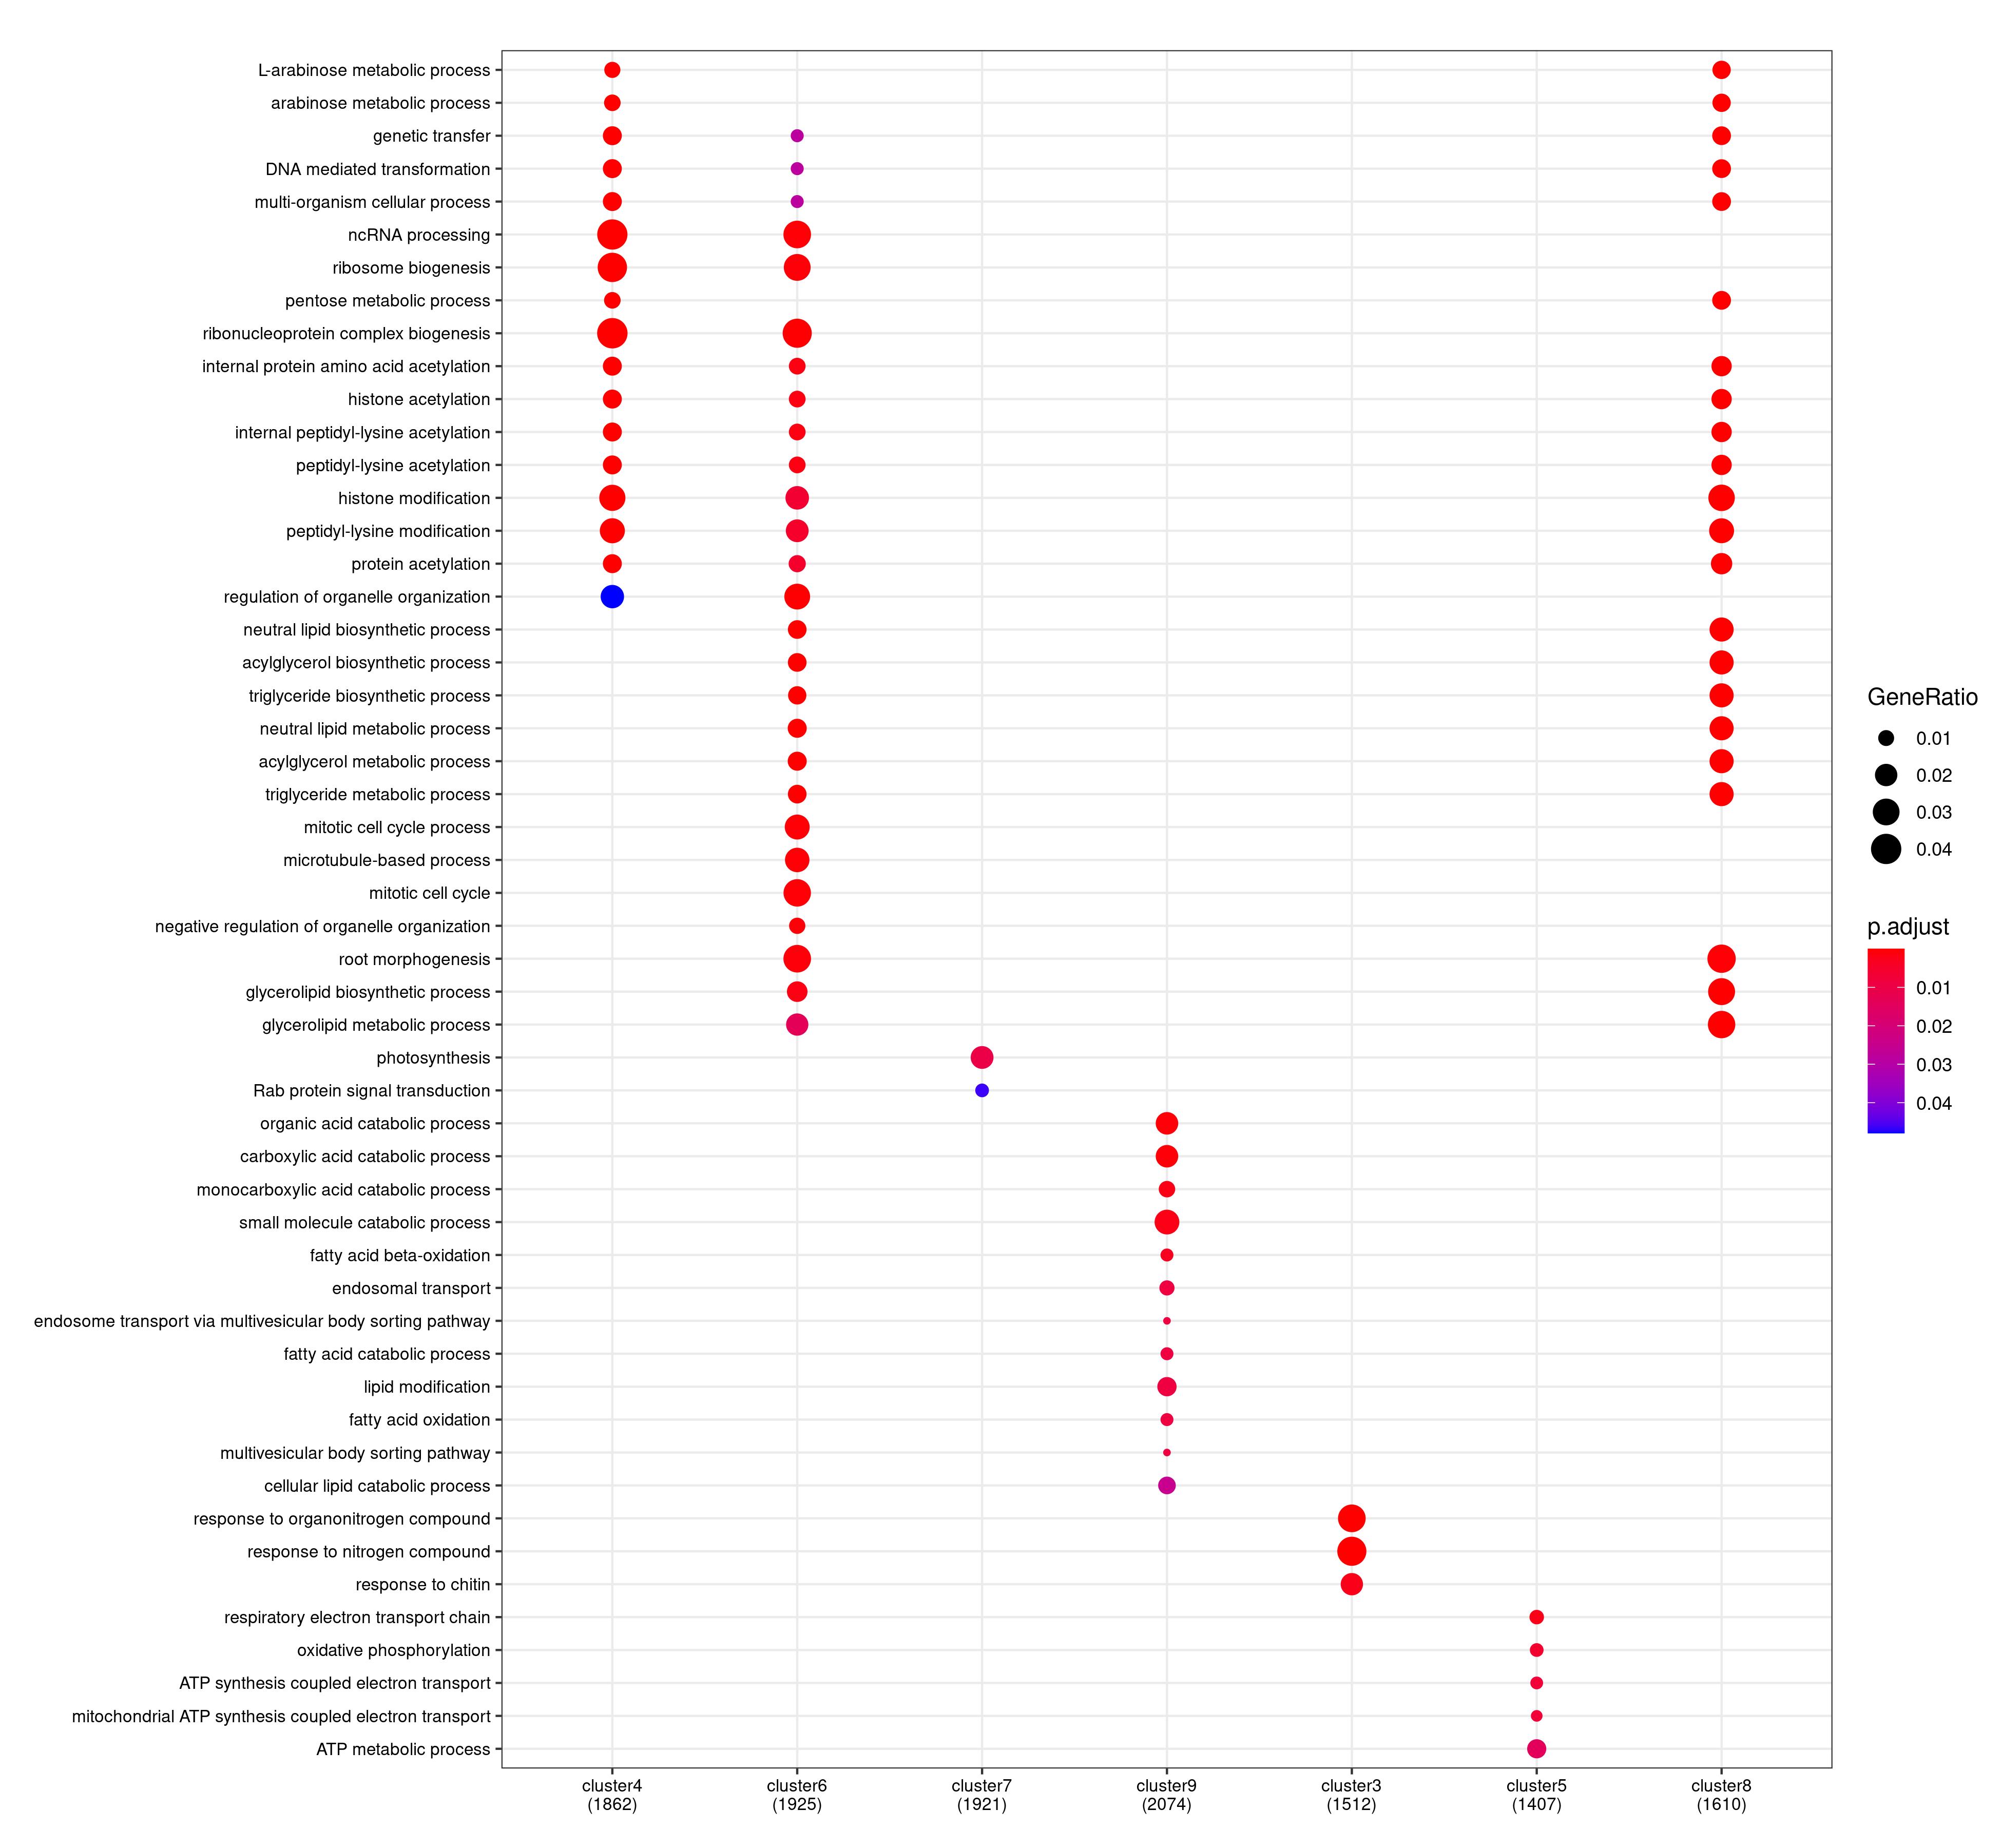 L-arabinose metabolic process
arabinose metabolic process
genetic transfer
DNA mediated transformation
multi-organism cellular process
ncRNA processing
ribosome biogenesis
pentose metabolic process
ribonucleoprotein complex biogenesis
internal protein amino acid acetylation
histone acetylation
internal peptidyl-lysine acetylation
peptidyl-lysine acetylation
histone modification
peptidyl-lysine modification
protein acetylation
regulation of organelle organization
neutral lipid biosynthetic process
acylglycerol biosynthetic process
triglyceride biosynthetic process
neutral lipid metabolic process
acylglycerol metabolic process
triglyceride metabolic process
mitotic cell cycle process
microtubule-based process
mitotic cell cycle
negative regulation of organelle organization
root morphogenesis
glycerolipid biosynthetic process
glycerolipid metabolic process
photosynthesis
Rab protein signal transduction
organic acid catabolic process
carboxylic acid catabolic process
monocarboxylic acid catabolic process
small molecule catabolic process
fatty acid beta-oxidation
endosomal transport
endosome transport via multivesicular body sorting pathway
fatty acid catabolic process
lipid modification
fatty acid oxidation
multivesicular body sorting pathway
cellular lipid catabolic process
response to organonitrogen compound
response to nitrogen compound
response to chitin
respiratory electron transport chain
oxidative phosphorylation
ATP synthesis coupled electron transport
mitochondrial ATP synthesis coupled electron transport
ATP metabolic process
cluster4 cluster6 cluster7 cluster9 cluster3 cluster5 cluster8
(1862) (1925) (1921) (2074) (1512) (1407) (1610)
GeneRatio
0.01
0.02
0.03
0.04
p.adjust
0.01
0.02
0.03
0.04